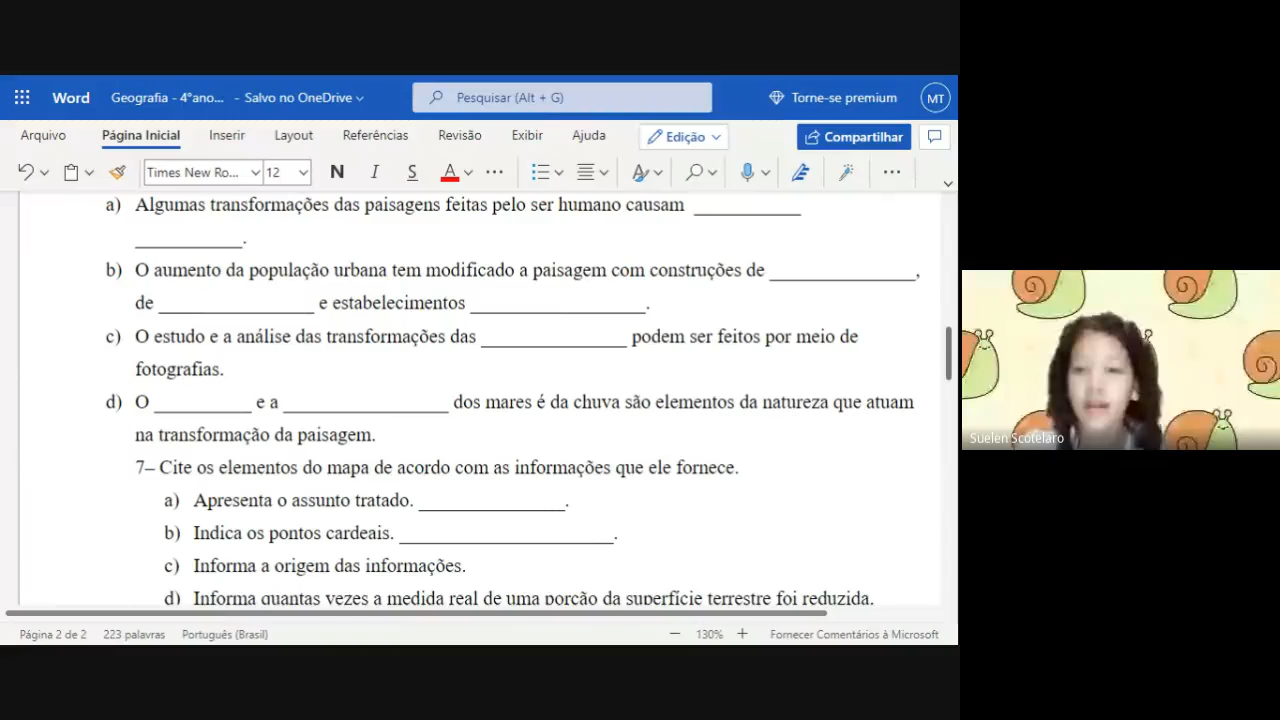 Word Geografia - 4°ano... - Salvo no OneDrive Pesquisar (Alt + G) Torne-se premium MT
Arquivo Página Inicial Inserir Layout Referências Revisão Exibir Ajuda Edição Compartilhar
Times New Ro... 12 N I S A ...
a) Algumas transformações das paisagens feitas pelo ser humano causam ___________
___________.
b) O aumento da população urbana tem modificado a paisagem com construções de _______________,
de ________________ e estabelecimentos __________________.
c) O estudo e a análise das transformações das _______________ podem ser feitos por meio de
fotografias.
d) O __________ e a _________________ dos mares é da chuva são elementos da natureza que atuam
na transformação da paisagem.
7– Cite os elementos do mapa de acordo com as informações que ele fornece.
a) Apresenta o assunto tratado. _______________.
b) Indica os pontos cardeais. ______________________.
c) Informa a origem das informações.
d) Informa quantas vezes a medida real de uma porção da superfície terrestre foi reduzida.
Página 2 de 2 223 palavras Português (Brasil) 130% Fornecer Comentários à Microsoft
Suelen Scotelaro